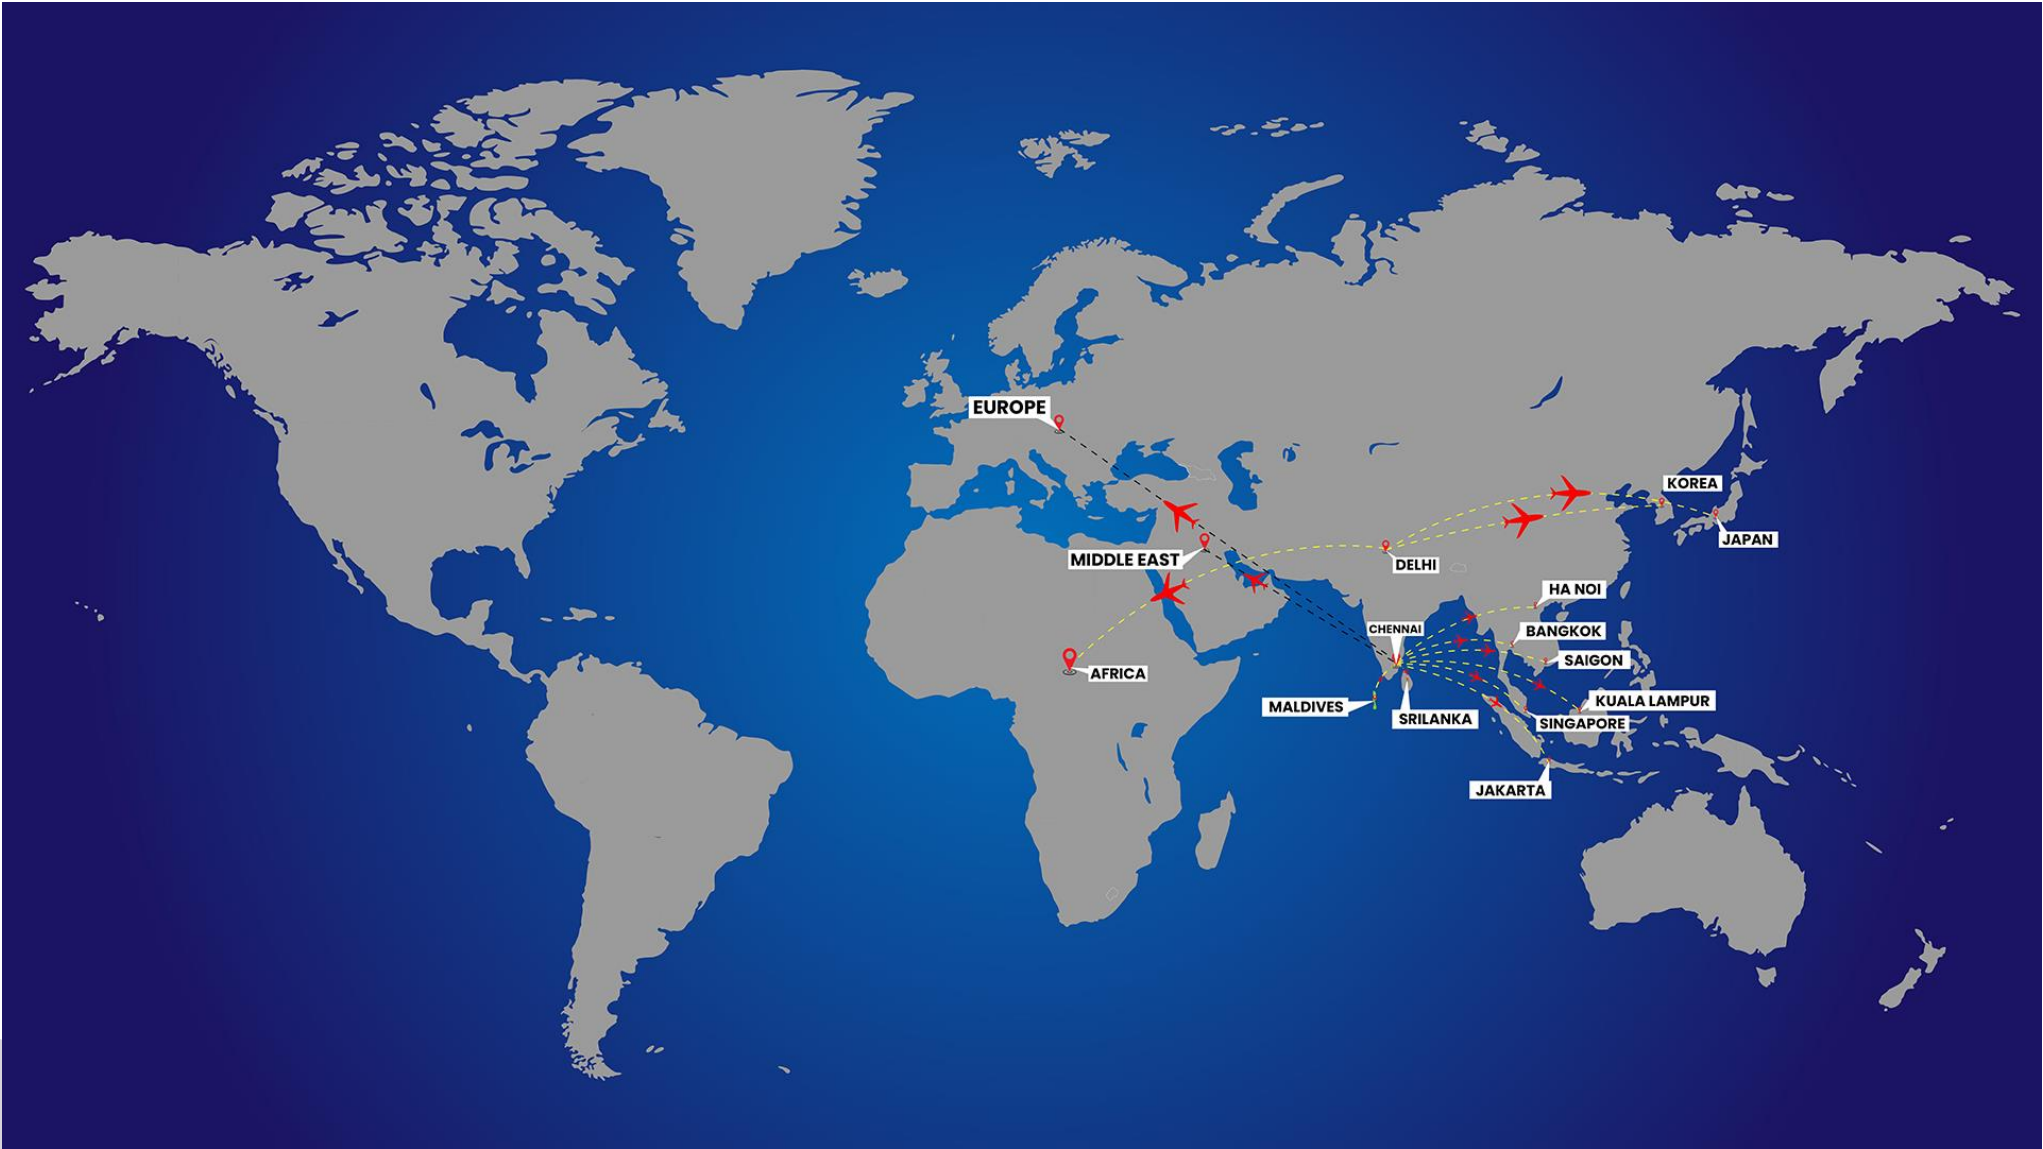 EUROPE
KOREA
JAPAN
MIDDLE EAST
DELHI
HA NOI
CHENNAI
BANGKOK
SAIGON
AFRICA
MALDIVES
SRILANKA
KUALA LAMPUR
SINGAPORE
JAKARTA